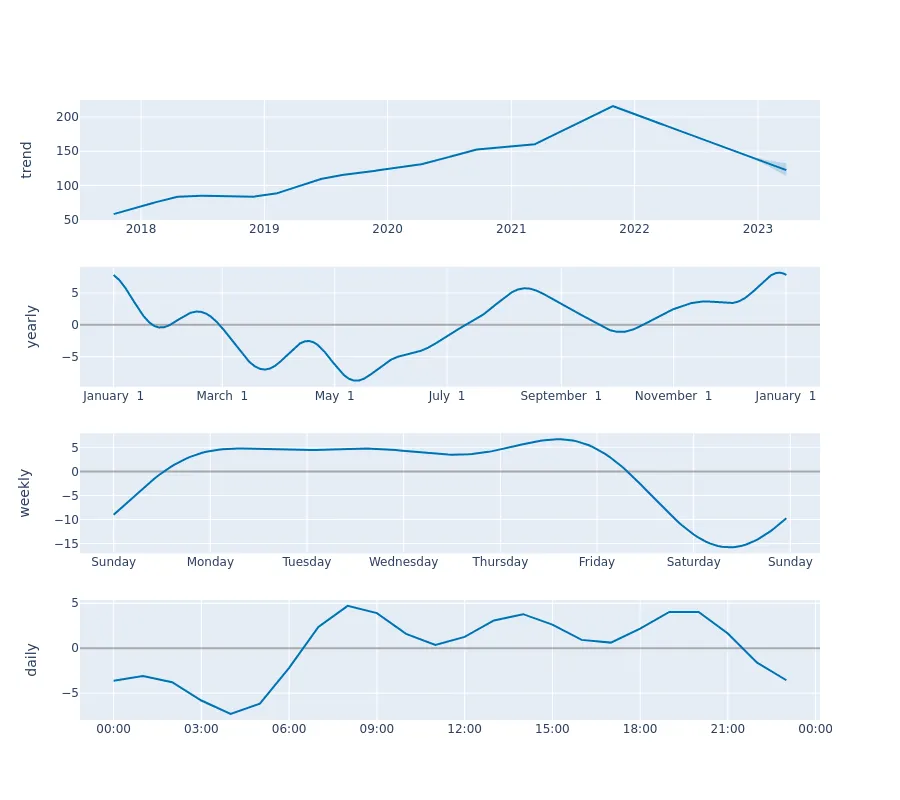 trend
200
150
100
50
2018 2019 2020 2021 2022 2023
yearly
5
0
−5
January 1 March 1 May 1 July 1 September 1 November 1 January 1
weekly
5
0
−5
−10
−15
Sunday Monday Tuesday Wednesday Thursday Friday Saturday Sunday
daily
5
0
−5
00:00 03:00 06:00 09:00 12:00 15:00 18:00 21:00 00:00